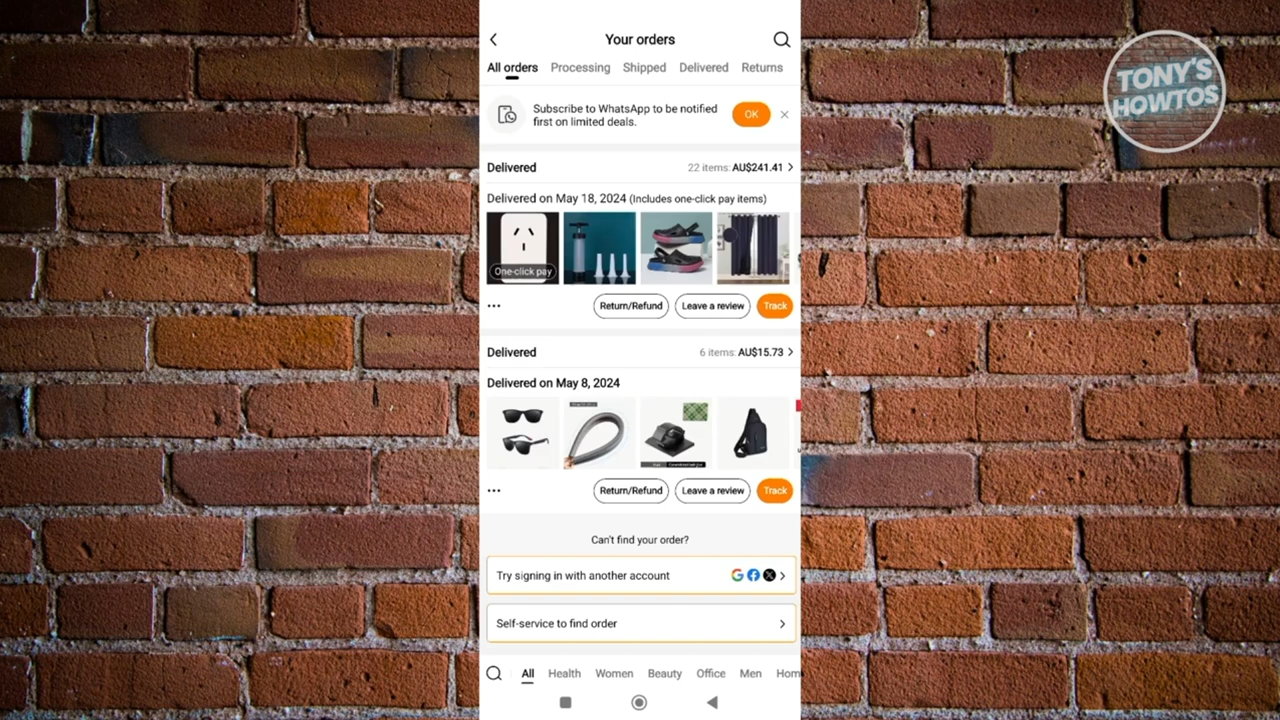 TONY'S
HOWTOS
Your orders
All orders Processing Shipped Delivered Returns
Subscribe to WhatsApp to be notified
first on limited deals.
OK
Delivered 22 items: AU$241.41
Delivered on May 18, 2024 (Includes one-click pay items)
One-click pay
Return/Refund Leave a review Track
Delivered 6 items: AU$15.73
Delivered on May 8, 2024
Return/Refund Leave a review Track
Can't find your order?
Try signing in with another account
Self-service to find order
All Health Women Beauty Office Men Hom